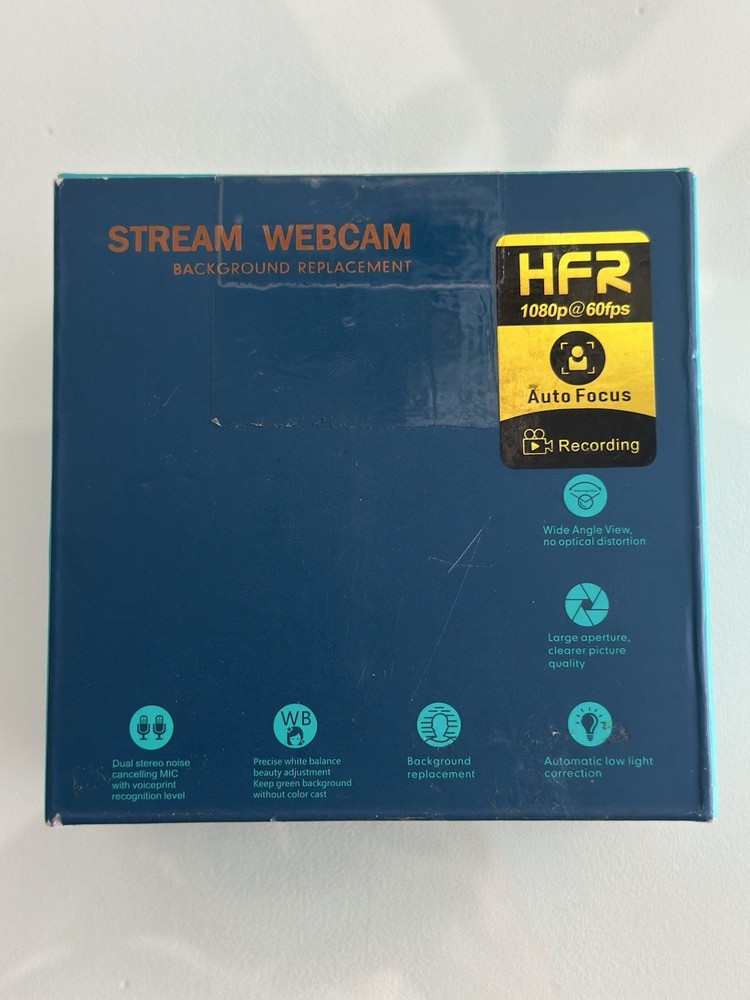 STREAM WEBCAM
BACKGROUND REPLACEMENT
HFR
1080p@60fps
Auto Focus
Recording
Wide Angle View,
no optical distortion
Large aperture,
clearer picture
quality
Dual stereo noise
cancelling MIC
with voiceprint
recognition level
WB
Precise white balance
beauty adjustment
Keep green background
without color cast
Background
replacement
Automatic low light
correction